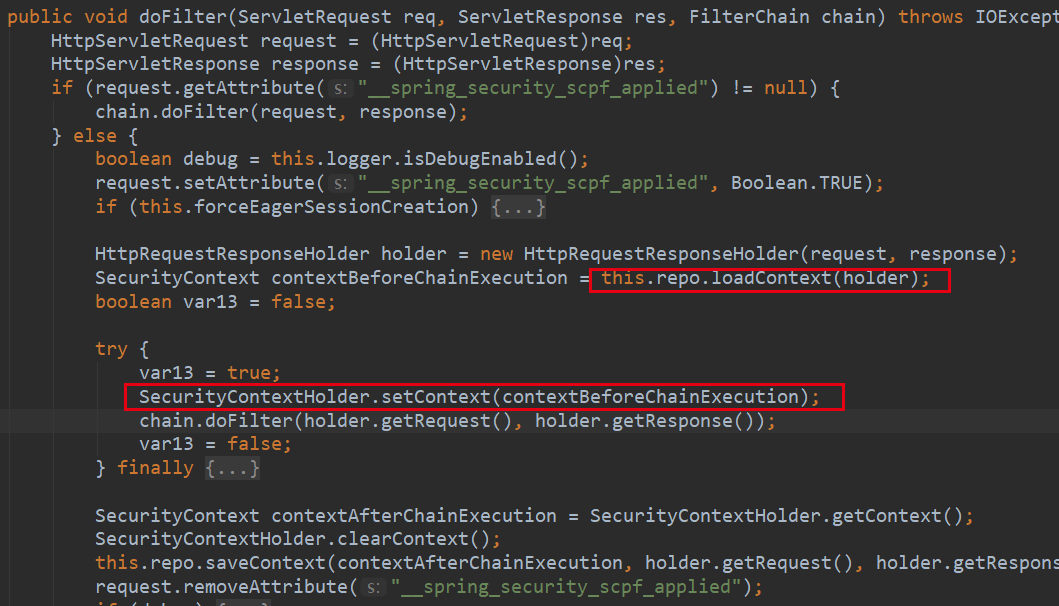 public void doFilter(ServletRequest req, ServletResponse res, FilterChain chain) throws IOExcept
HttpServletRequest request = (HttpServletRequest)req;
HttpServletResponse response = (HttpServletResponse)res;
if (request.getAttribute( s: "__spring_security_scpf_applied") != null) {
chain.doFilter(request, response);
} else {
boolean debug = this.logger.isDebugEnabled();
request.setAttribute( s: "__spring_security_scpf_applied", Boolean.TRUE);
if (this.forceEagerSessionCreation) {...}
HttpRequestResponseHolder holder = new HttpRequestResponseHolder(request, response);
SecurityContext contextBeforeChainExecution = this.repo.loadContext(holder);
boolean var13 = false;
try {
var13 = true;
SecurityContextHolder.setContext(contextBeforeChainExecution);
chain.doFilter(holder.getRequest(), holder.getResponse());
var13 = false;
} finally {...}
SecurityContext contextAfterChainExecution = SecurityContextHolder.getContext();
SecurityContextHolder.clearContext();
this.repo.saveContext(contextAfterChainExecution, holder.getRequest(), holder.getRespons
request.removeAttribute( s: "__spring_security_scpf_applied");